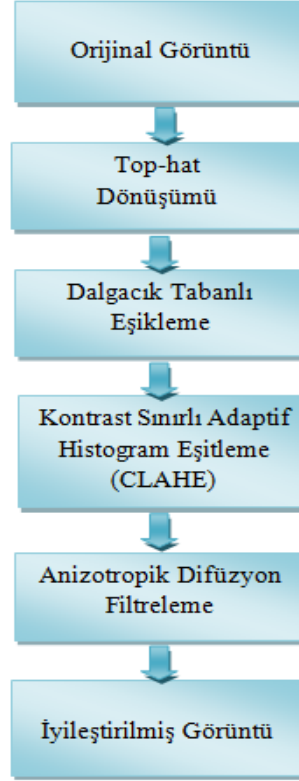 Orijinal Görüntü
Top-hat
Dönüşümü
Dalgacık Tabanlı
Eşikleme
Kontrast Sınırlı Adaptif
Histogram Eşitleme
(CLAHE)
Anizotropik Difüzyon
Filtreleme
İyileştirilmiş Görüntü